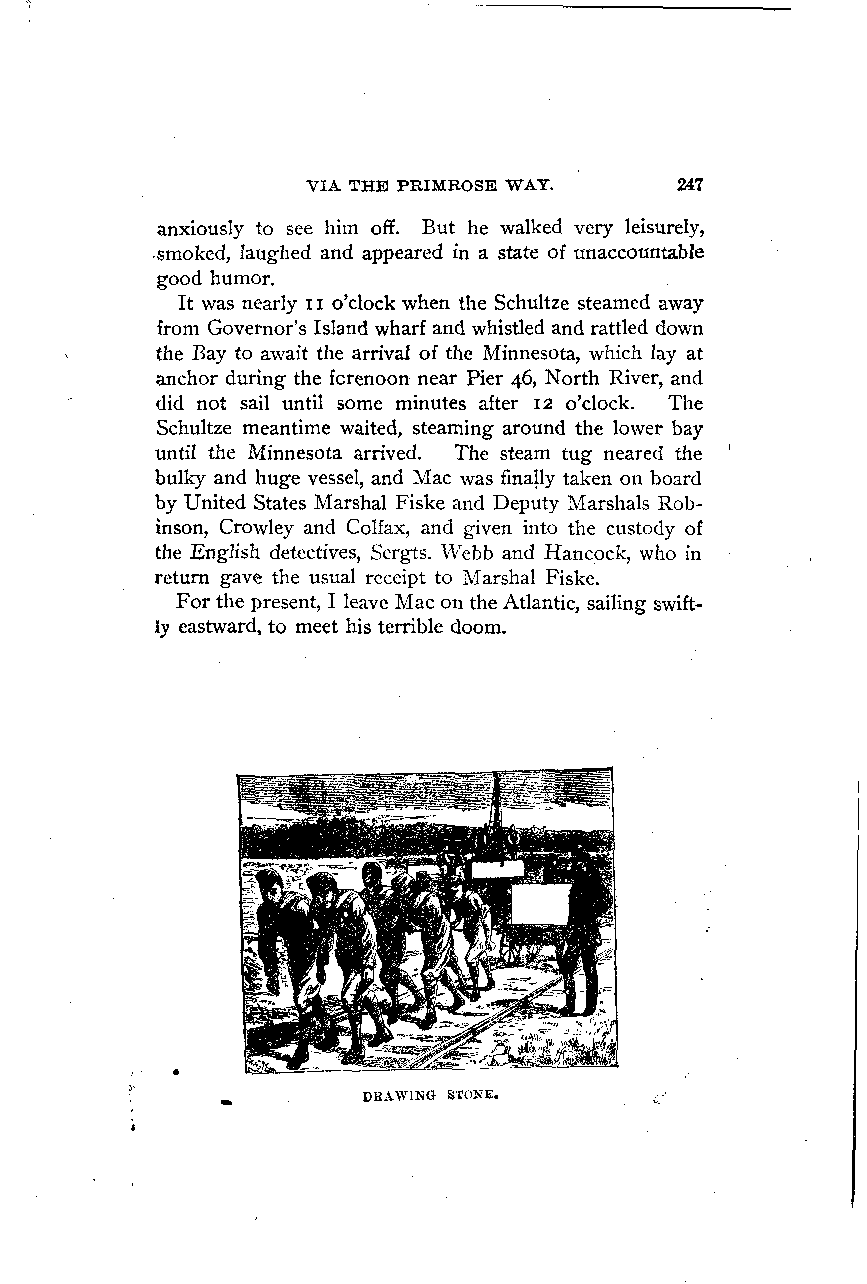 VIA THE PRIMROSE WAY. 247
anxiously to see him off. But he walked very leisurely,
smoked, laughed and appeared in a state of unaccountable
good humor.
It was nearly 11 o'clock when the Schultze steamed away
from Governor's Island wharf and whistled and rattled down
the Bay to await the arrival of the Minnesota, which lay at
anchor during the forenoon near Pier 46, North River, and
did not sail until some minutes after 12 o'clock. The
Schultze meantime waited, steaming around the lower bay
until the Minnesota arrived. The steam tug neared the
bulky and huge vessel, and Mac was finally taken on board
by United States Marshal Fiske and Deputy Marshals Rob-
inson, Crowley and Colfax, and given into the custody of
the English detectives, Sergts. Webb and Hancock, who in
return gave the usual receipt to Marshal Fiske.
For the present, I leave Mac on the Atlantic, sailing swift-
ly eastward, to meet his terrible doom.
DRAWING STONE.